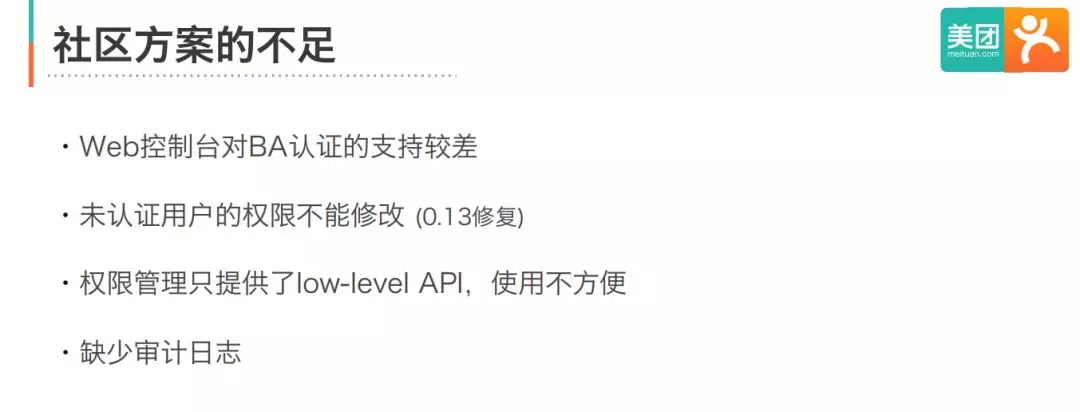 社区方案的不足
美团
meituan.com
・Web控制台对BA认证的支持较差
・未认证用户的权限不能修改 (0.13修复)
・权限管理只提供了low-level API，使用不方便
・缺少审计日志